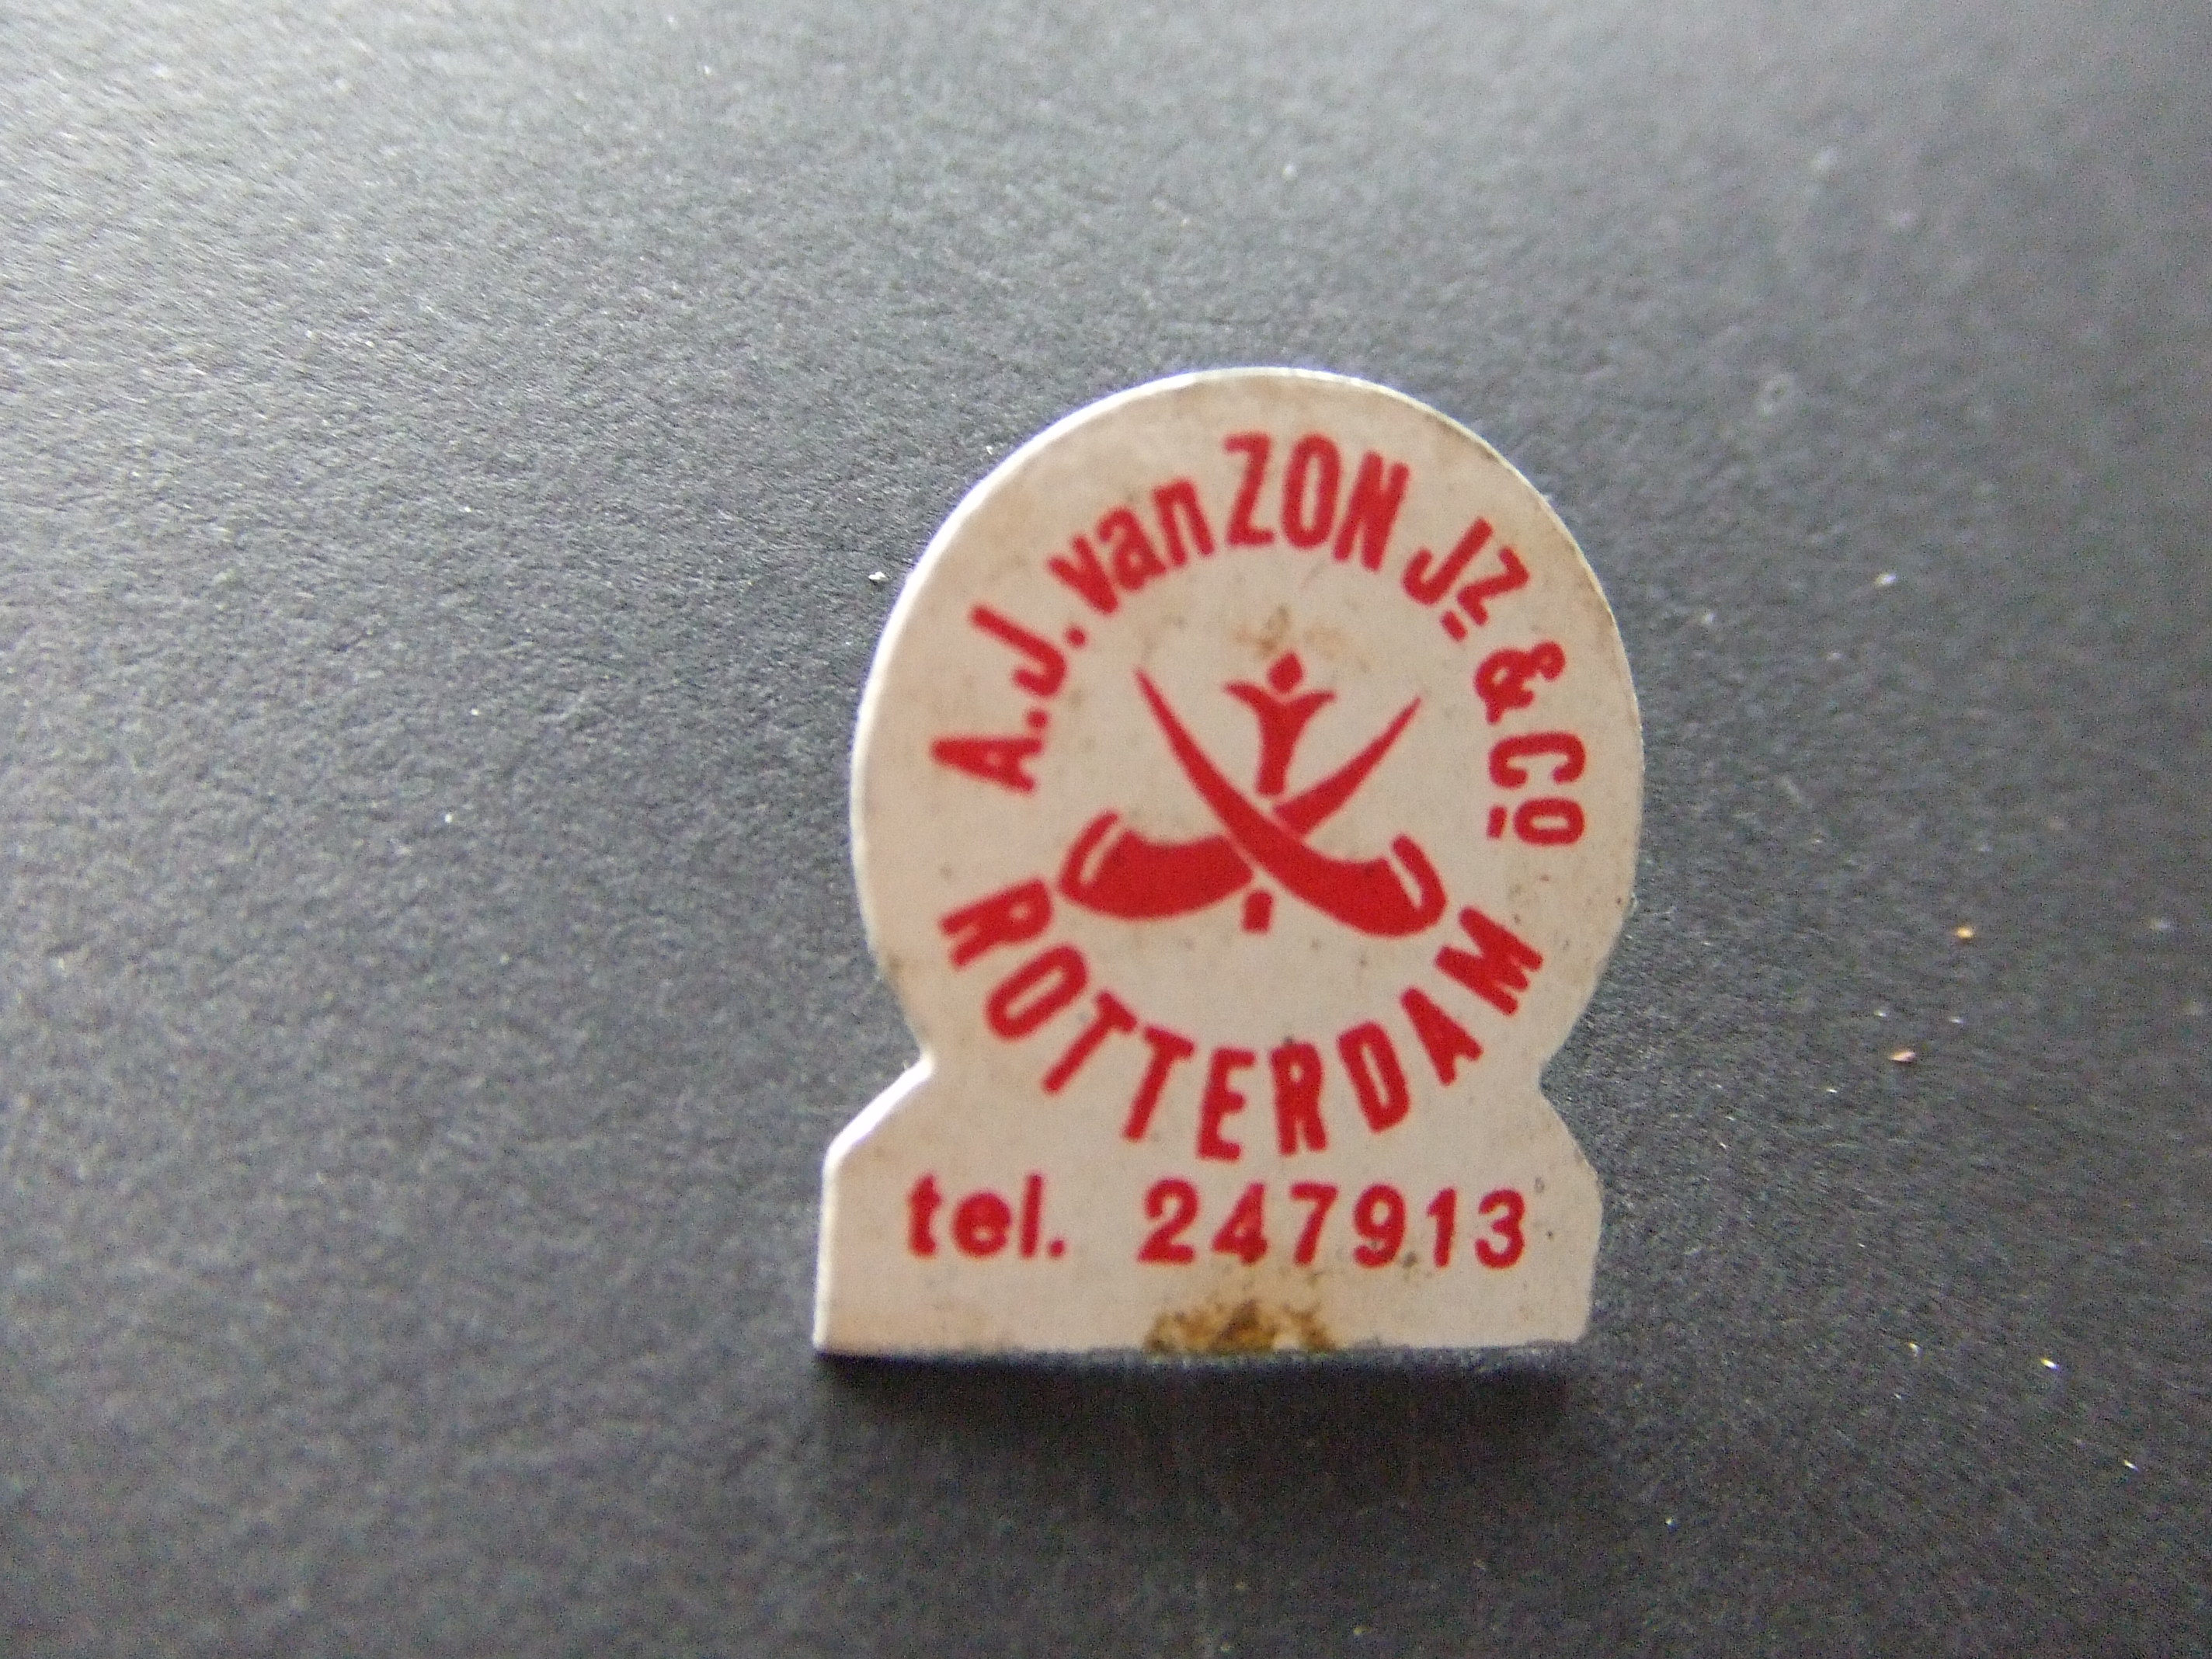 A.J. van ZON Jz & Co
ROTTERDAM
tel. 247913